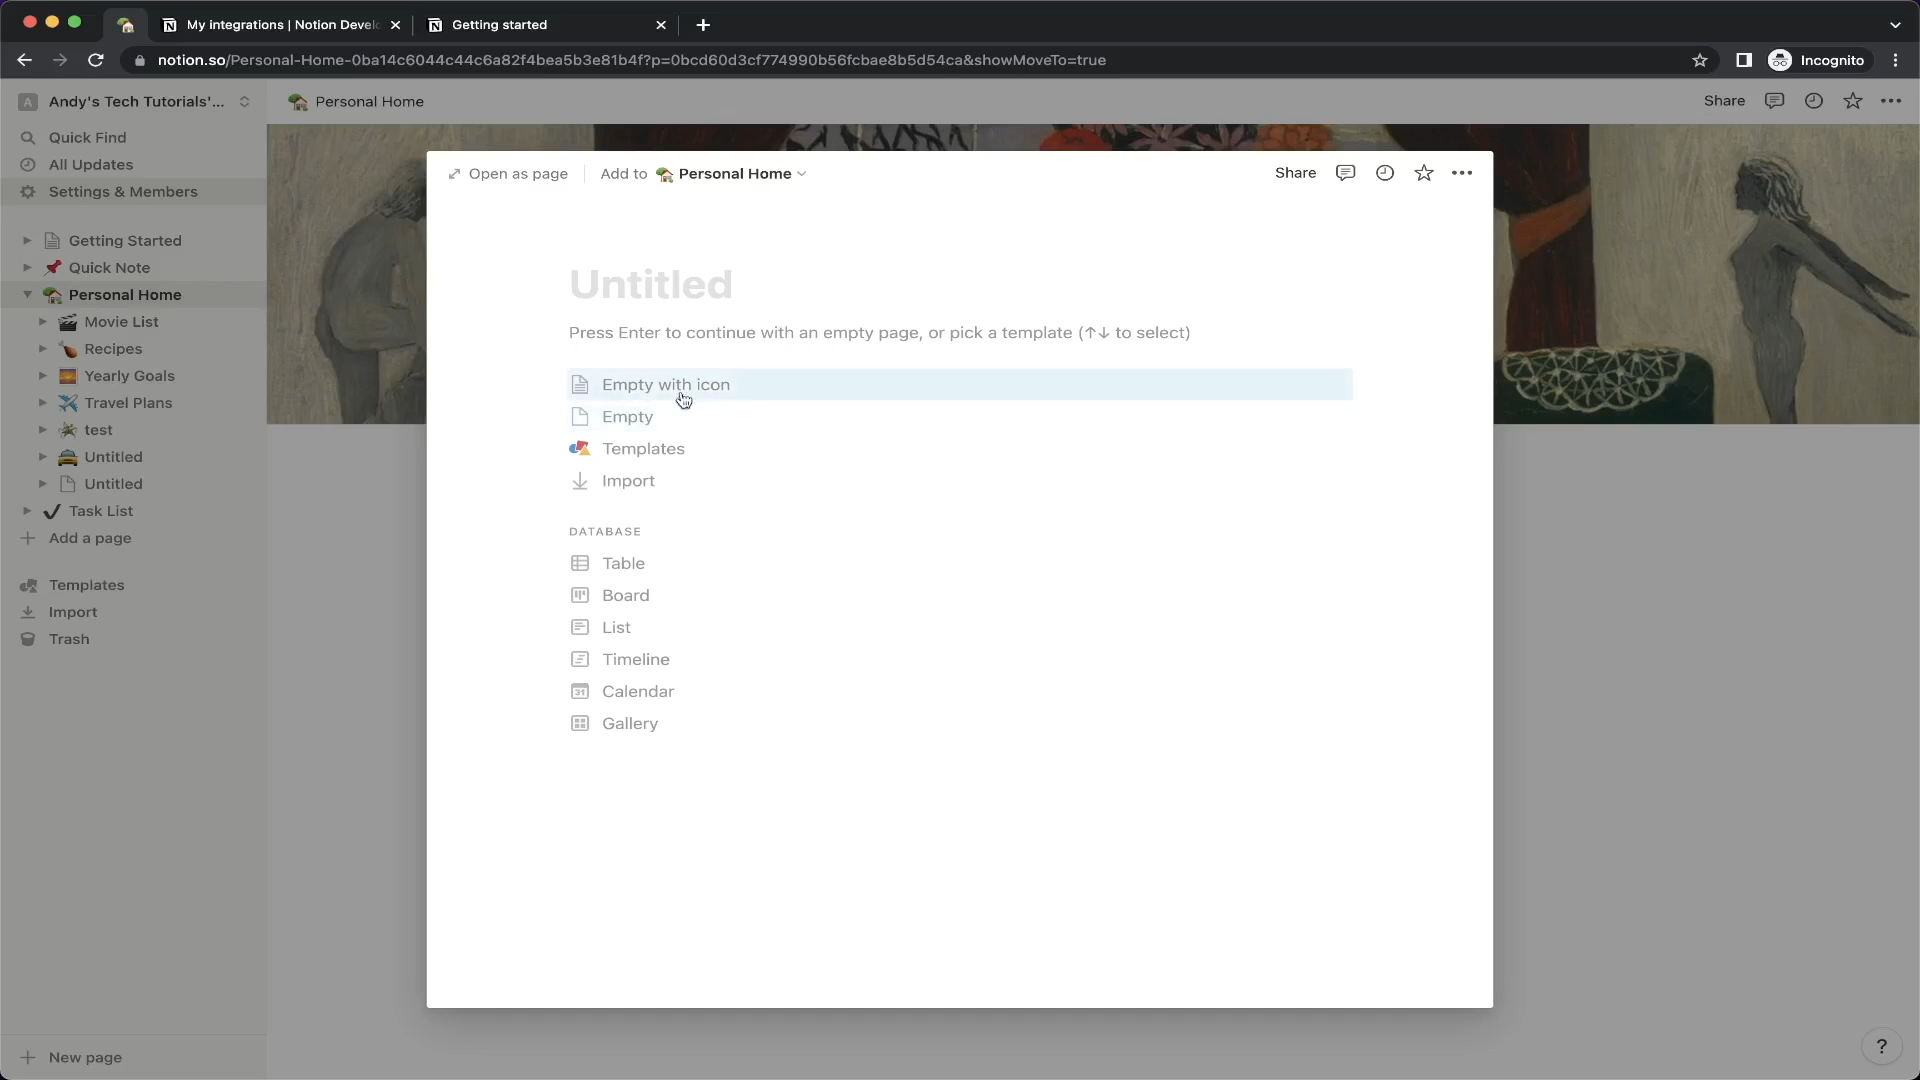 My integrations | Notion Devel
Getting started
notion.so/Personal-Home-0ba14c6044c44c6a82f4bea5b3e81b4f?p=0bcd60d3cf774990b56fcbae8b5d54ca&showMoveTo=true
Incognito
A Andy's Tech Tutorials'...
Personal Home
Share
Quick Find
All Updates
Settings & Members
Getting Started
Quick Note
Personal Home
Movie List
Recipes
Yearly Goals
Travel Plans
test
Untitled
Untitled
Task List
Add a page
Templates
Import
Trash
New page
Open as page
Add to Personal Home
Share
Untitled
Press Enter to continue with an empty page, or pick a template (↑↓ to select)
Empty with icon
Empty
Templates
Import
DATABASE
Table
Board
List
Timeline
31 Calendar
Gallery
?